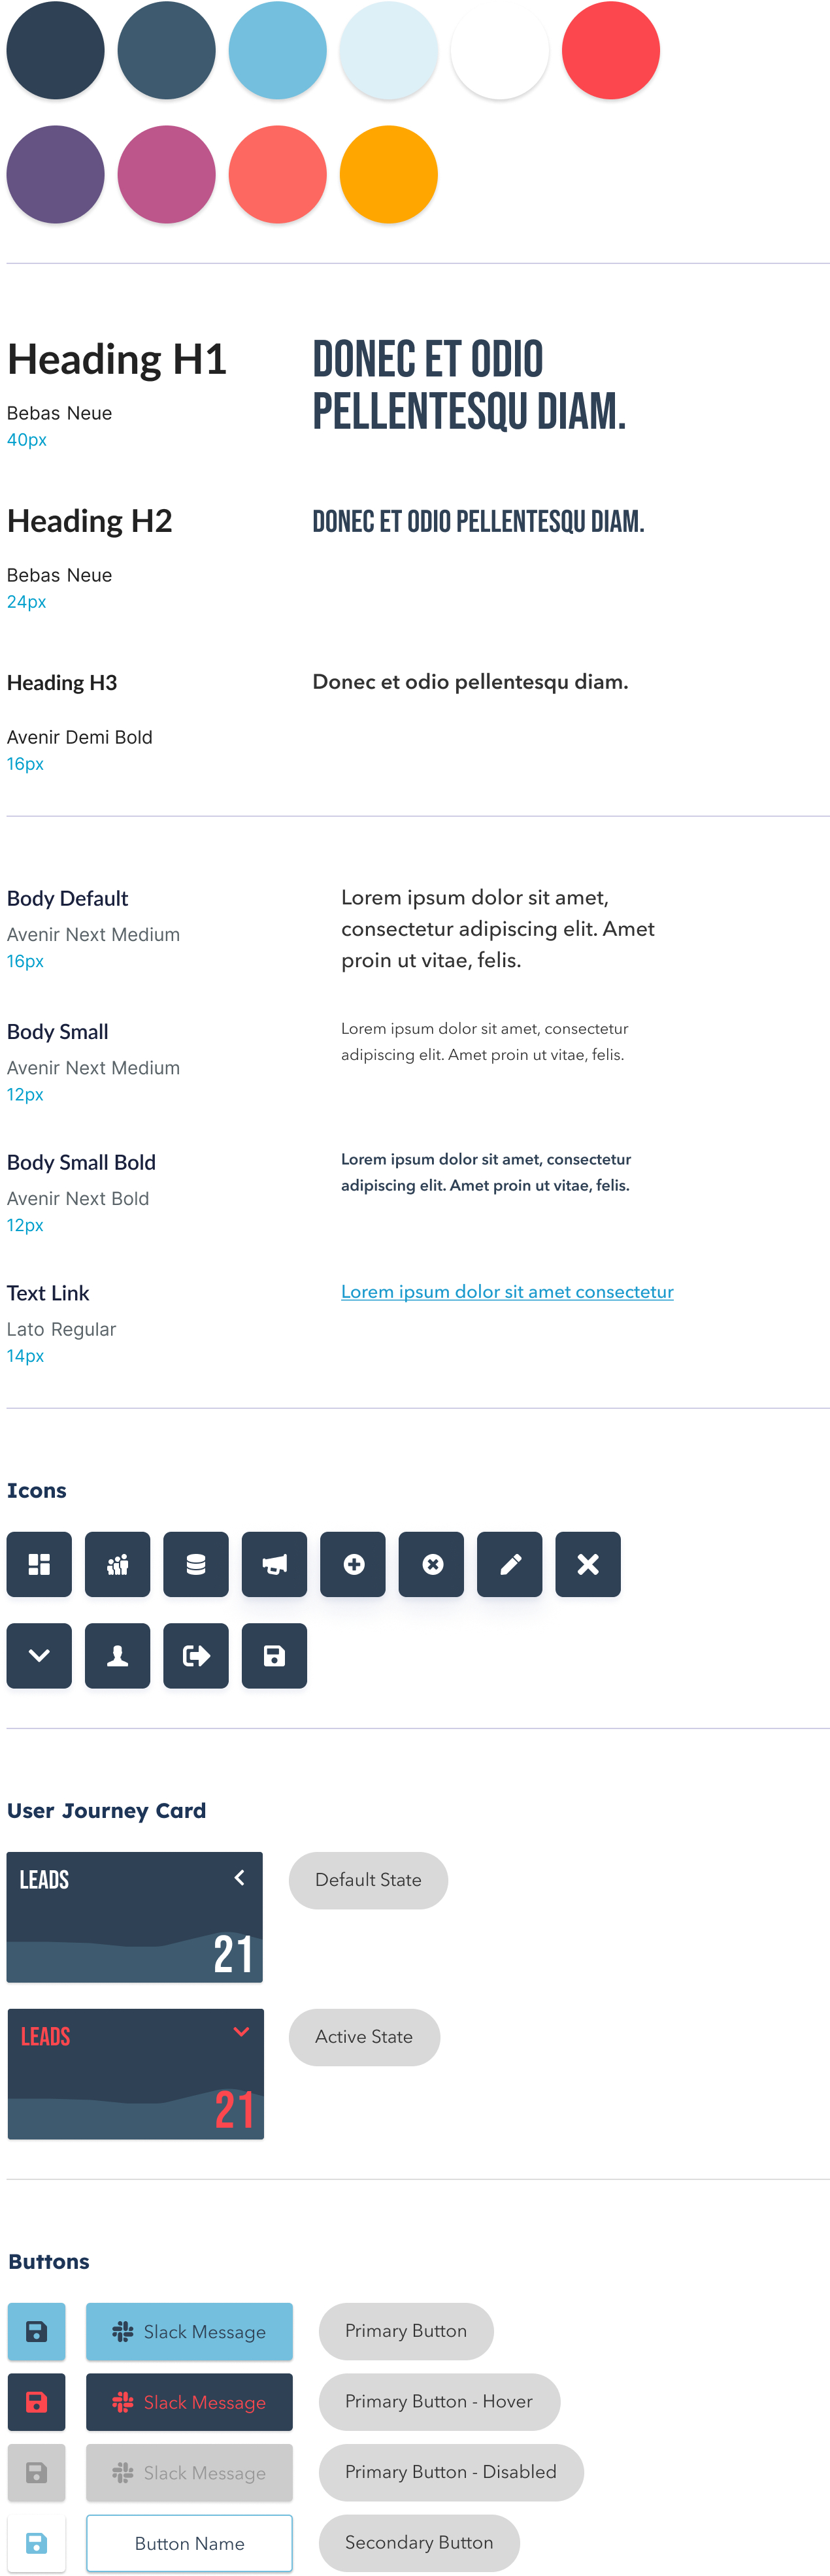 Heading H1
DONEC ET ODIO
PELLENTESQU DIAM.
Bebas Neue
40px
Heading H2
DONEC ET ODIO PELLENTESQU DIAM.
Bebas Neue
24px
Heading H3
Donec et odio pellentesqu diam.
Avenir Demi Bold
16px
Body Default
Avenir Next Medium
16px
Lorem ipsum dolor sit amet,
consectetur adipiscing elit. Amet
proin ut vitae, felis.
Body Small
Avenir Next Medium
12px
Lorem ipsum dolor sit amet, consectetur
adipiscing elit. Amet proin ut vitae, felis.
Body Small Bold
Avenir Next Bold
12px
Lorem ipsum dolor sit amet, consectetur
adipiscing elit. Amet proin ut vitae, felis.
Text Link
Lato Regular
14px
Lorem ipsum dolor sit amet consectetur
Icons
User Journey Card
LEADS
21
Default State
LEADS
21
Active State
Buttons
Slack Message
Primary Button
Slack Message
Primary Button - Hover
Slack Message
Primary Button - Disabled
Button Name
Secondary Button